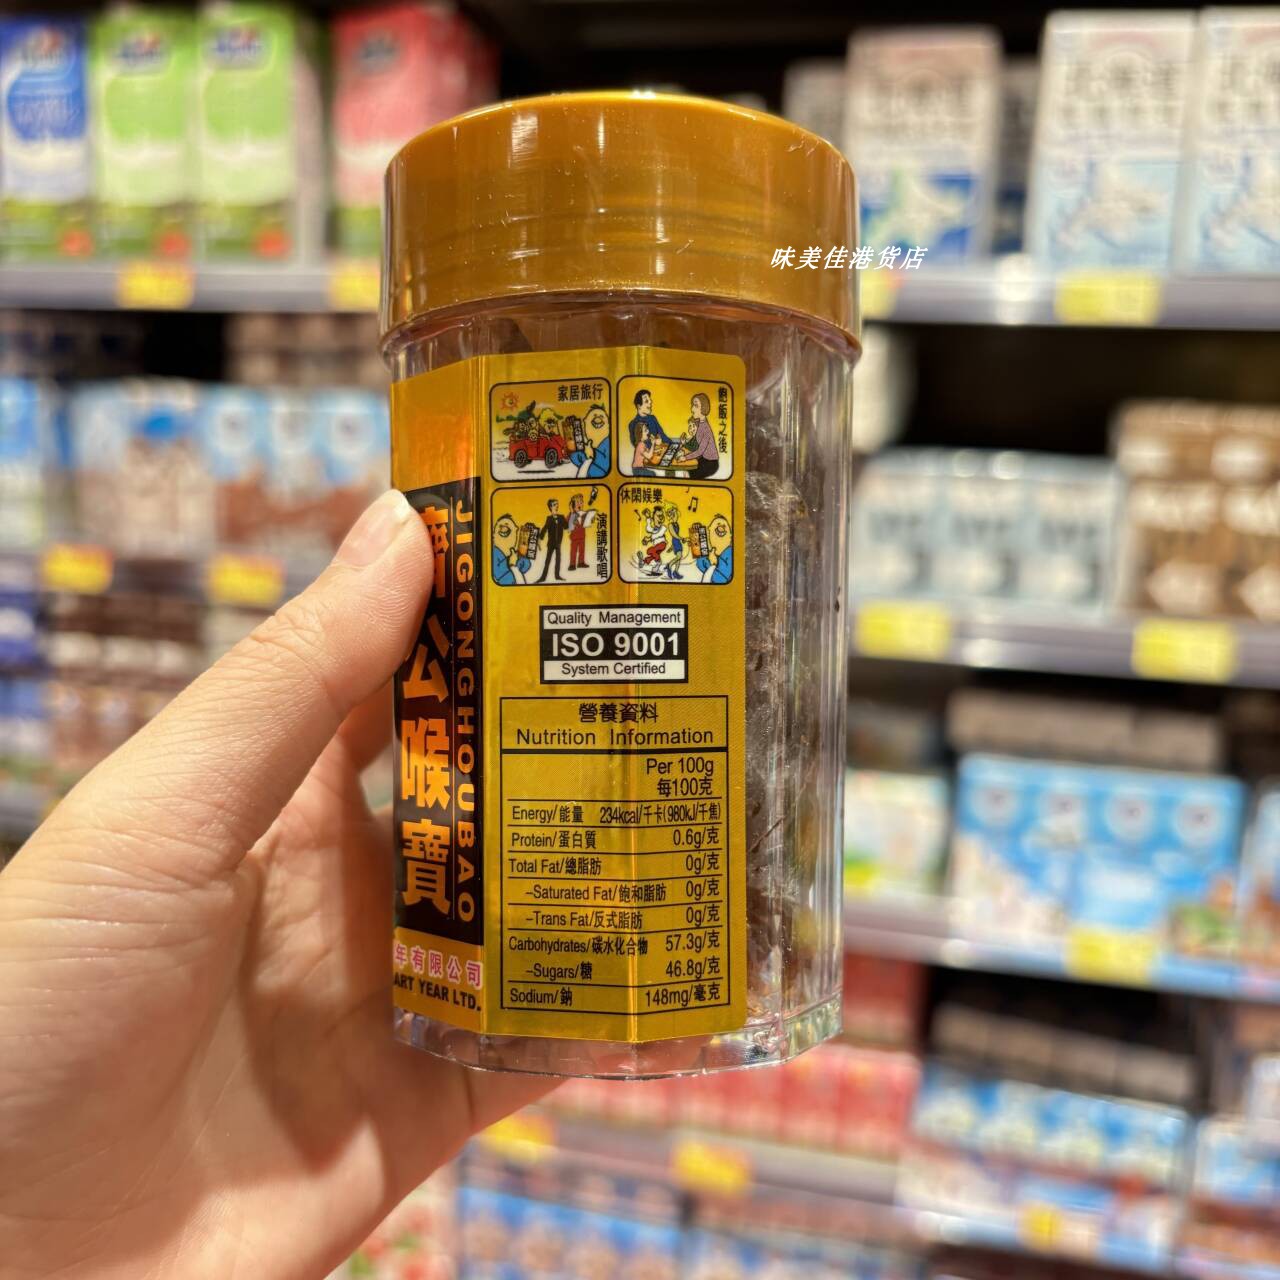 味美佳港货店
家居旅行
飽飯之後
演講歌唱
休閑娛樂
公喉寶
JIGONGHOUBAO
年有限公司
ART YEAR LTD.
Quality Management
ISO 9001
System Certified
營養資料
Nutrition Information
Per 100g
每100克
Energy/能量 234kcal/千卡(980kJ/千焦)
Protein/蛋白質 0.6g/克
Total Fat/總脂肪 0g/克
–Saturated Fat/飽和脂肪 0g/克
–Trans Fat/反式脂肪 0g/克
Carbohydrates/碳水化合物 57.3g/克
–Sugars/糖 46.8g/克
Sodium/鈉 148mg/毫克